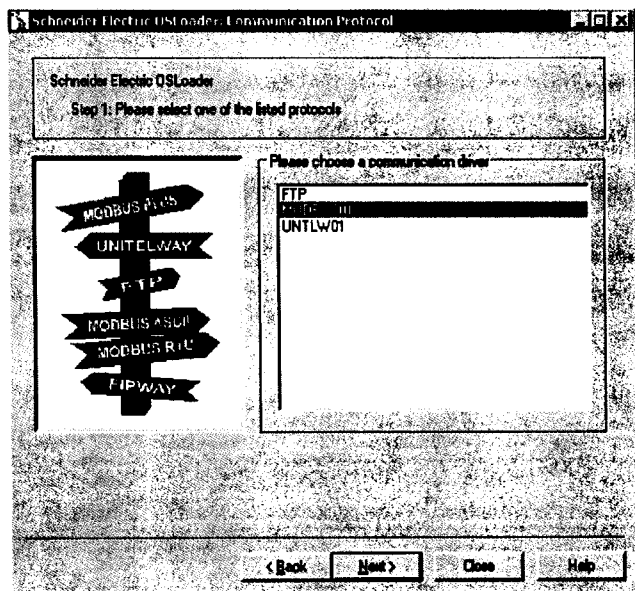 Schneider Electric OSLoader: Communication Protocol
Schneider Electric OSLoader
Step 1: Please select one of the listed protocols
Please choose a communication driver
FTP
UNTLW01
MODBUS PLUS
UNITELWAY
FTP
MODBUS ASCII
MODBUS RTU
FIPWAY
< Back
Next >
Close
Help